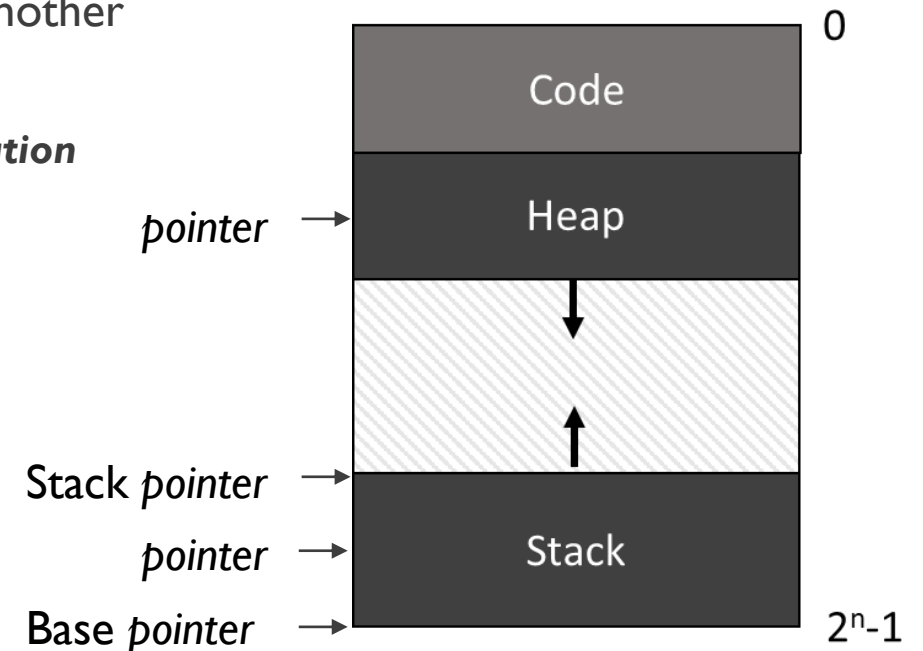 nother
0
Code
tion
pointer
Heap
Stack pointer
pointer
Stack
Base pointer
2ⁿ-1